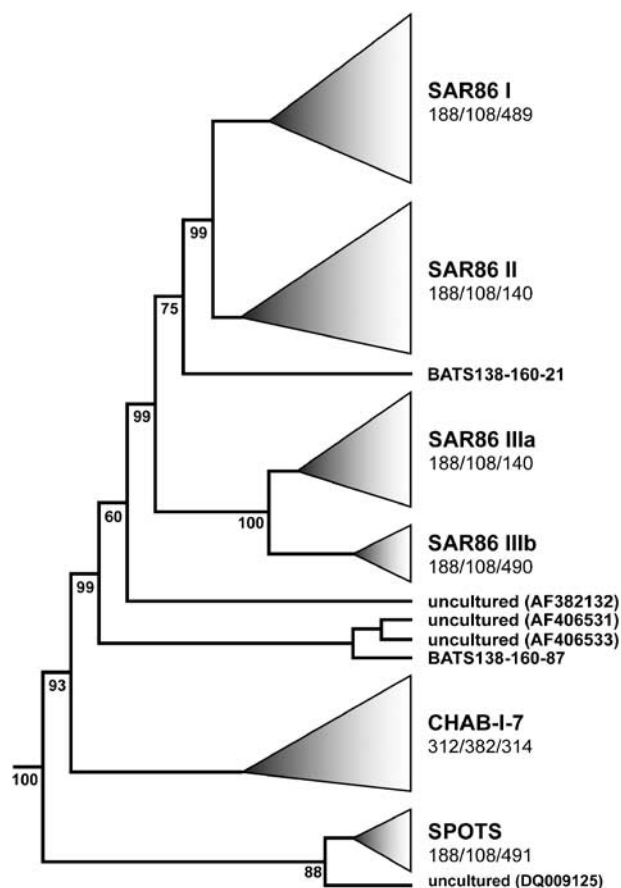 SAR86 I
188/108/489
99
SAR86 II
188/108/140
75
BATS138-160-21
99
SAR86 IIIa
188/108/140
60
100
SAR86 IIIb
188/108/490
99
uncultured (AF382132)
uncultured (AF406531)
uncultured (AF406533)
BATS138-160-87
93
CHAB-I-7
312/382/314
100
SPOTS
188/108/491
88
uncultured (DQ009125)